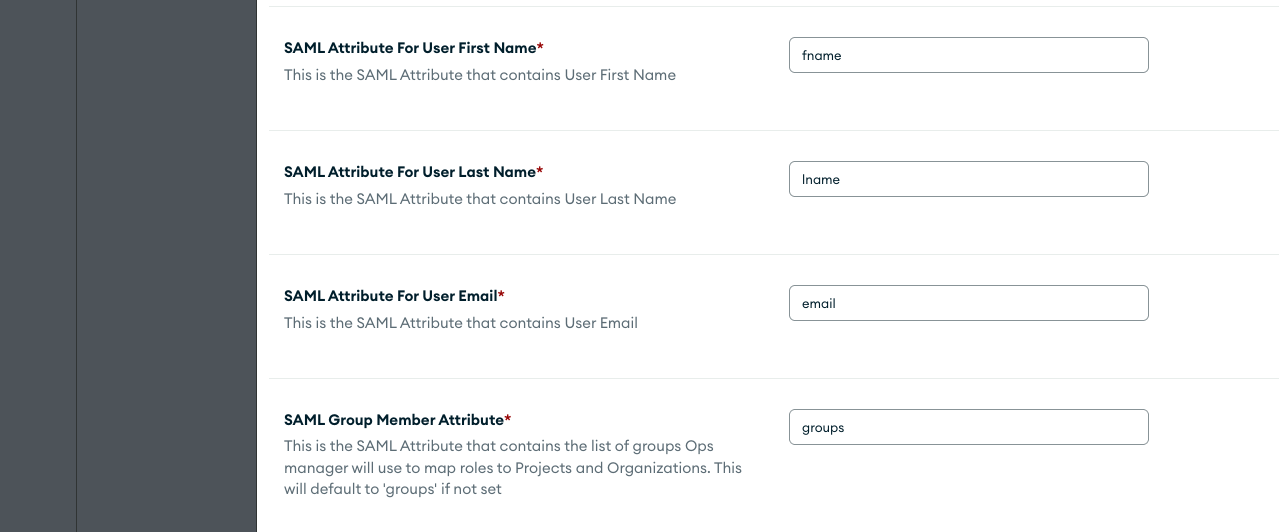 SAML Attribute For User First Name*
This is the SAML Attribute that contains User First Name
fname
SAML Attribute For User Last Name*
This is the SAML Attribute that contains User Last Name
lname
SAML Attribute For User Email*
This is the SAML Attribute that contains User Email
email
SAML Group Member Attribute*
This is the SAML Attribute that contains the list of groups Ops
manager will use to map roles to Projects and Organizations. This
will default to 'groups' if not set
groups